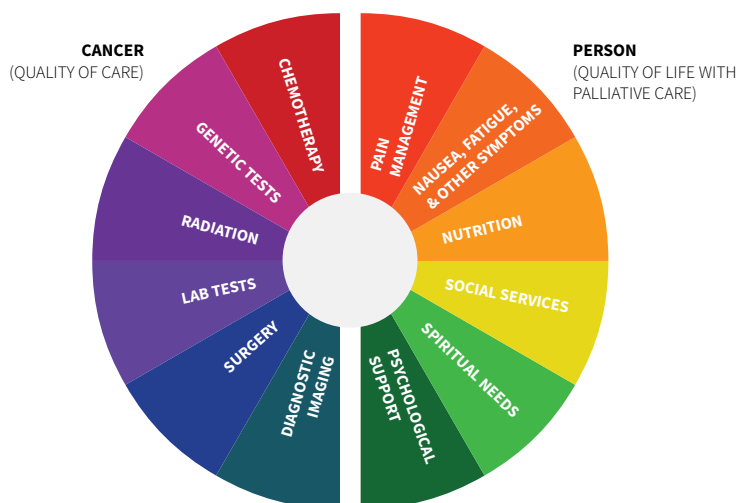 CANCER
(QUALITY OF CARE)
PERSON
(QUALITY OF LIFE WITH
PALLIATIVE CARE)
CHEMOTHERAPY
GENETIC TESTS
RADIATION
LAB TESTS
SURGERY
DIAGNOSTIC
IMAGING
PAIN
MANAGEMENT
NAUSEA, FATIGUE,
& OTHER SYMPTOMS
NUTRITION
SOCIAL SERVICES
SPIRITUAL NEEDS
PSYCHOLOGICAL
SUPPORT